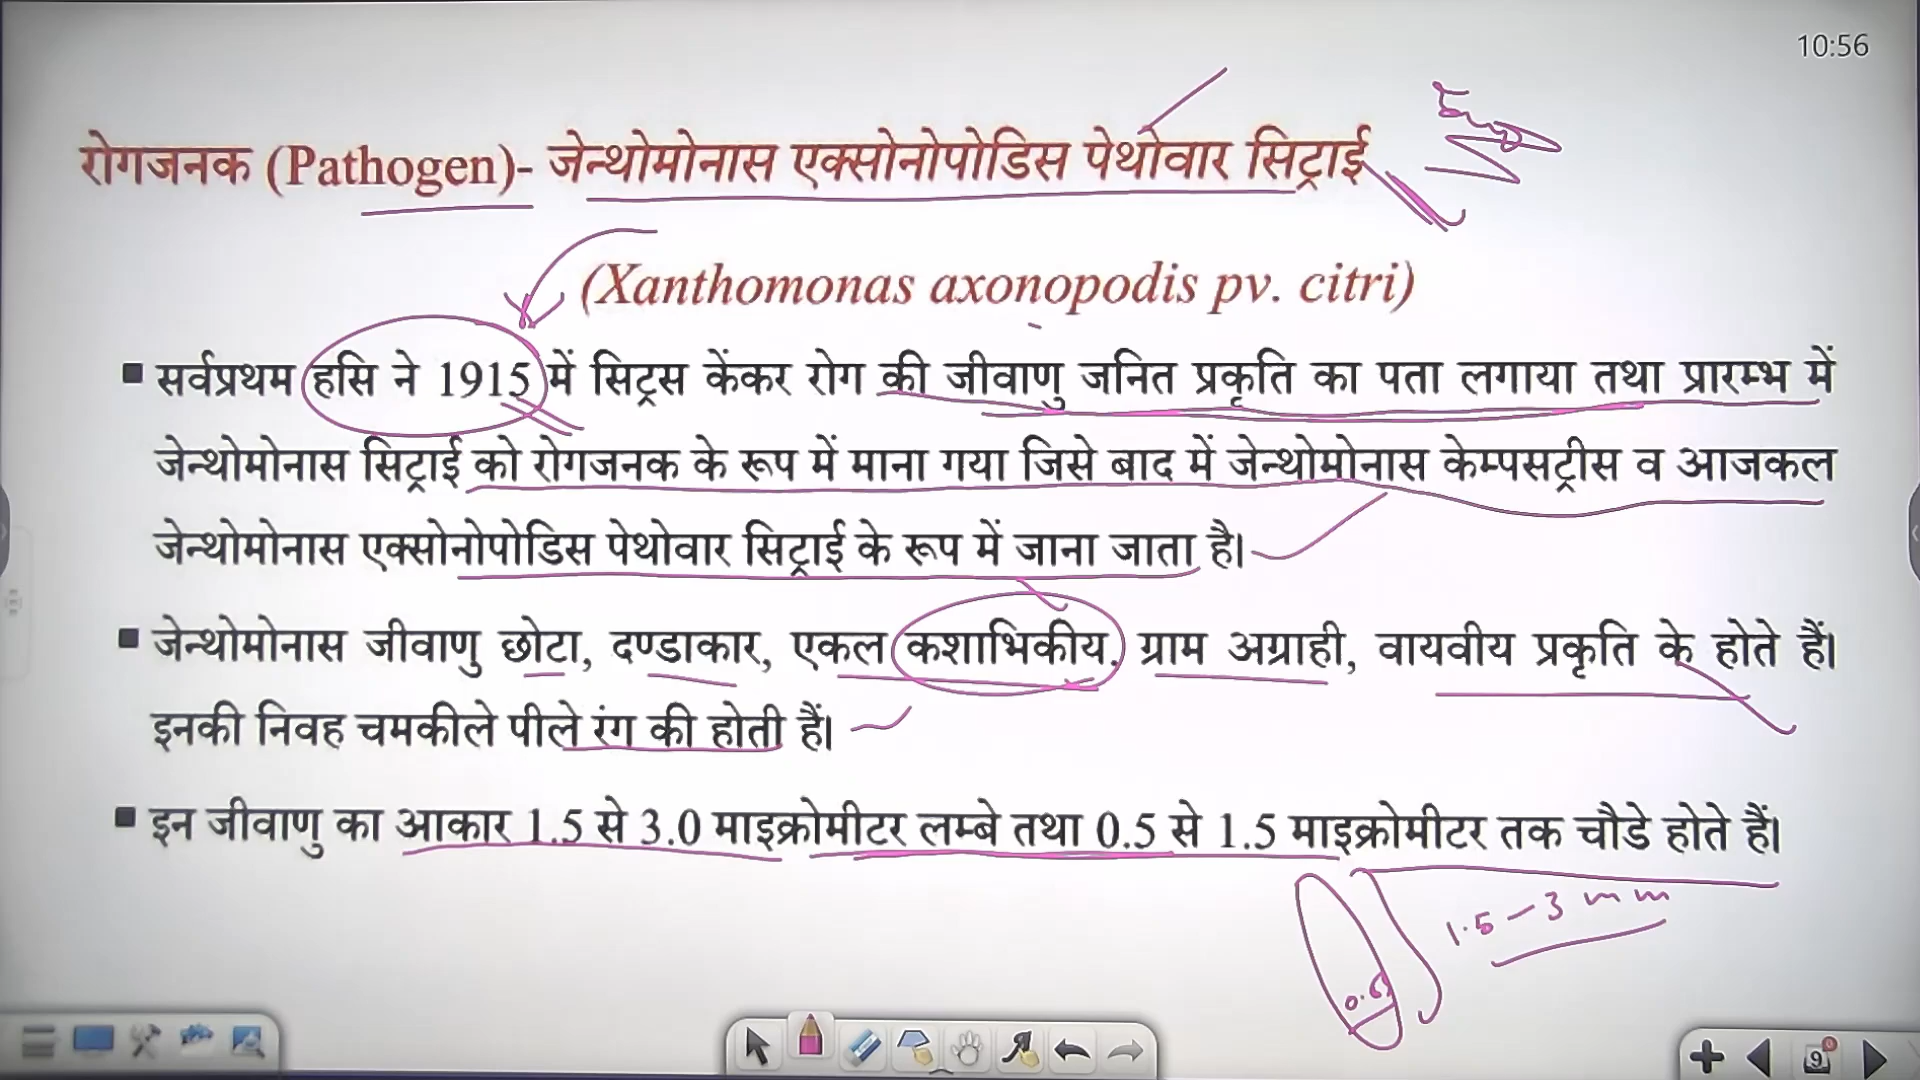 10:56
रोगजनक (Pathogen)- जेन्थोमोनास एक्सोनोपोडिस पेथोवार सिट्राई
(Xanthomonas axonopodis pv. citri)
▪ सर्वप्रथम हसि ने 1915 में सिट्रस केंकर रोग की जीवाणु जनित प्रकृति का पता लगाया तथा प्रारम्भ में
जेन्थोमोनास सिट्राई को रोगजनक के रूप में माना गया जिसे बाद में जेन्थोमोनास केम्पसट्रीस व आजकल
जेन्थोमोनास एक्सोनोपोडिस पेथोवार सिट्राई के रूप में जाना जाता है।
▪ जेन्थोमोनास जीवाणु छोटा, दण्डाकार, एकल कशाभिकीय, ग्राम अग्राही, वायवीय प्रकृति के होते हैं।
इनकी निवह चमकीले पीले रंग की होती हैं।
▪ इन जीवाणु का आकार 1.5 से 3.0 माइक्रोमीटर लम्बे तथा 0.5 से 1.5 माइक्रोमीटर तक चौडे होते हैं।
1.5 – 3 mm
9